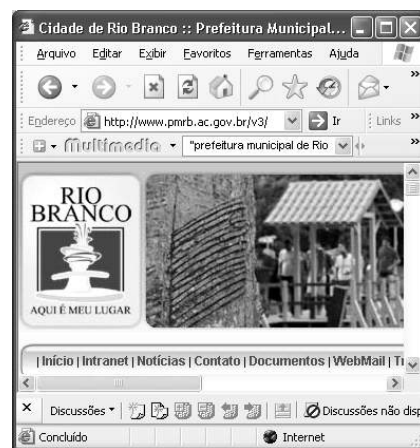 Cidade de Rio Branco :: Prefeitura Municipal...
Arquivo Editar Exibir Favoritos Ferramentas Ajuda
Endereço http://www.pmrb.ac.gov.br/v3/ Ir Links »
Multimedia "prefeitura municipal de Rio
RIO
BRANCO
AQUI É MEU LUGAR
| Início | Intranet | Notícias | Contato | Documentos | WebMail | Tr
× Discussões Discussões não disp
Concluído Internet